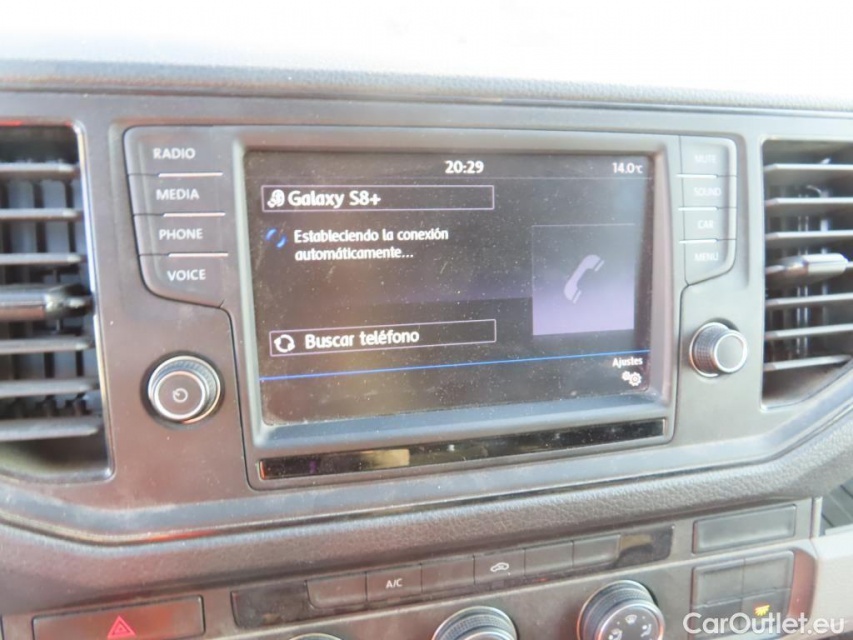 RADIO
MEDIA
PHONE
VOICE
20:29
14.0°C
Galaxy S8+
Estableciendo la conexión
automáticamente...
Buscar teléfono
Ajustes
MUTE
SOUND
CAR
MENU
A/C
CarOutlet.eu